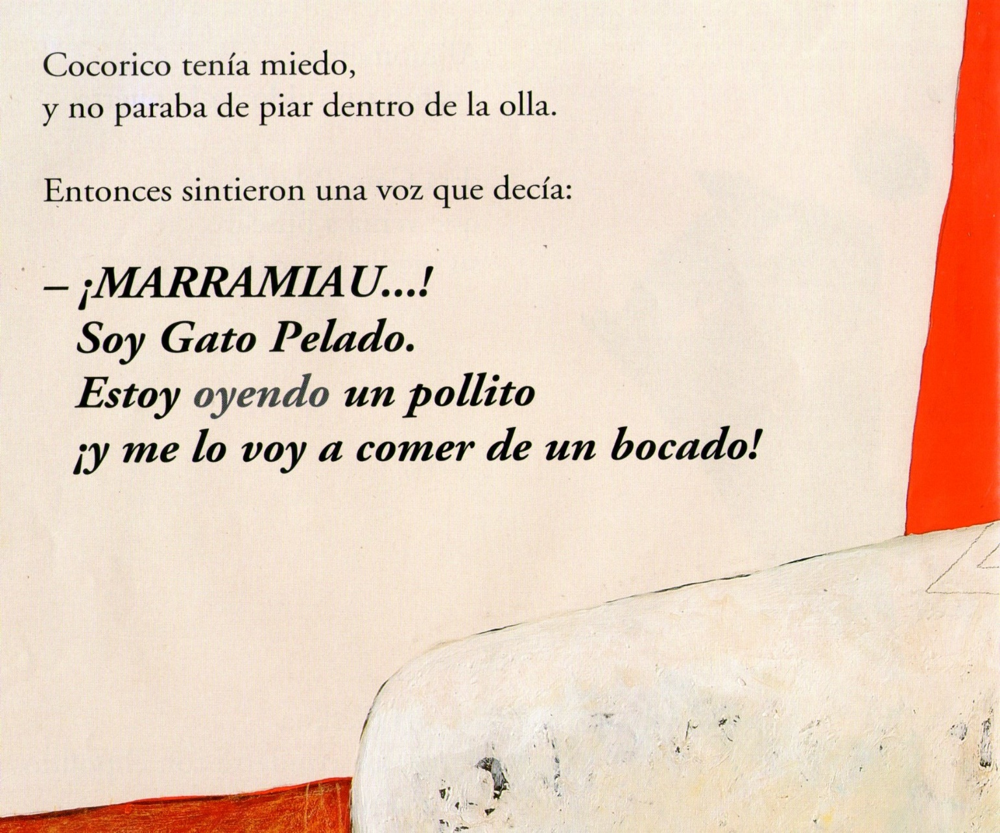 Cocorico tenía miedo,
y no paraba de piar dentro de la olla.
Entonces sintieron una voz que decía:
– ¡MARRAMIAU...!
Soy Gato Pelado.
Estoy oyendo un pollito
¡y me lo voy a comer de un bocado!